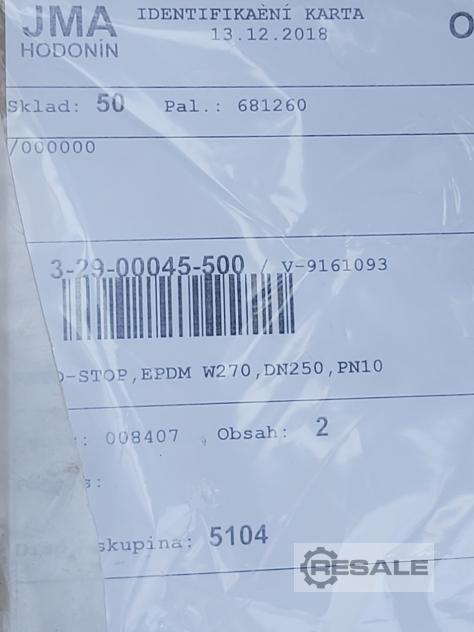 JMA IDENTIFIKAÈNÍ KARTA O
HODONÍN 13.12.2018
Sklad: 50 Pal.: 681260
/000000
3-29-00045-500 / V-9161093
-STOP,EPDM W270,DN250,PN10
: 008407 Obsah: 2
s:
skupina: 5104
RESALE